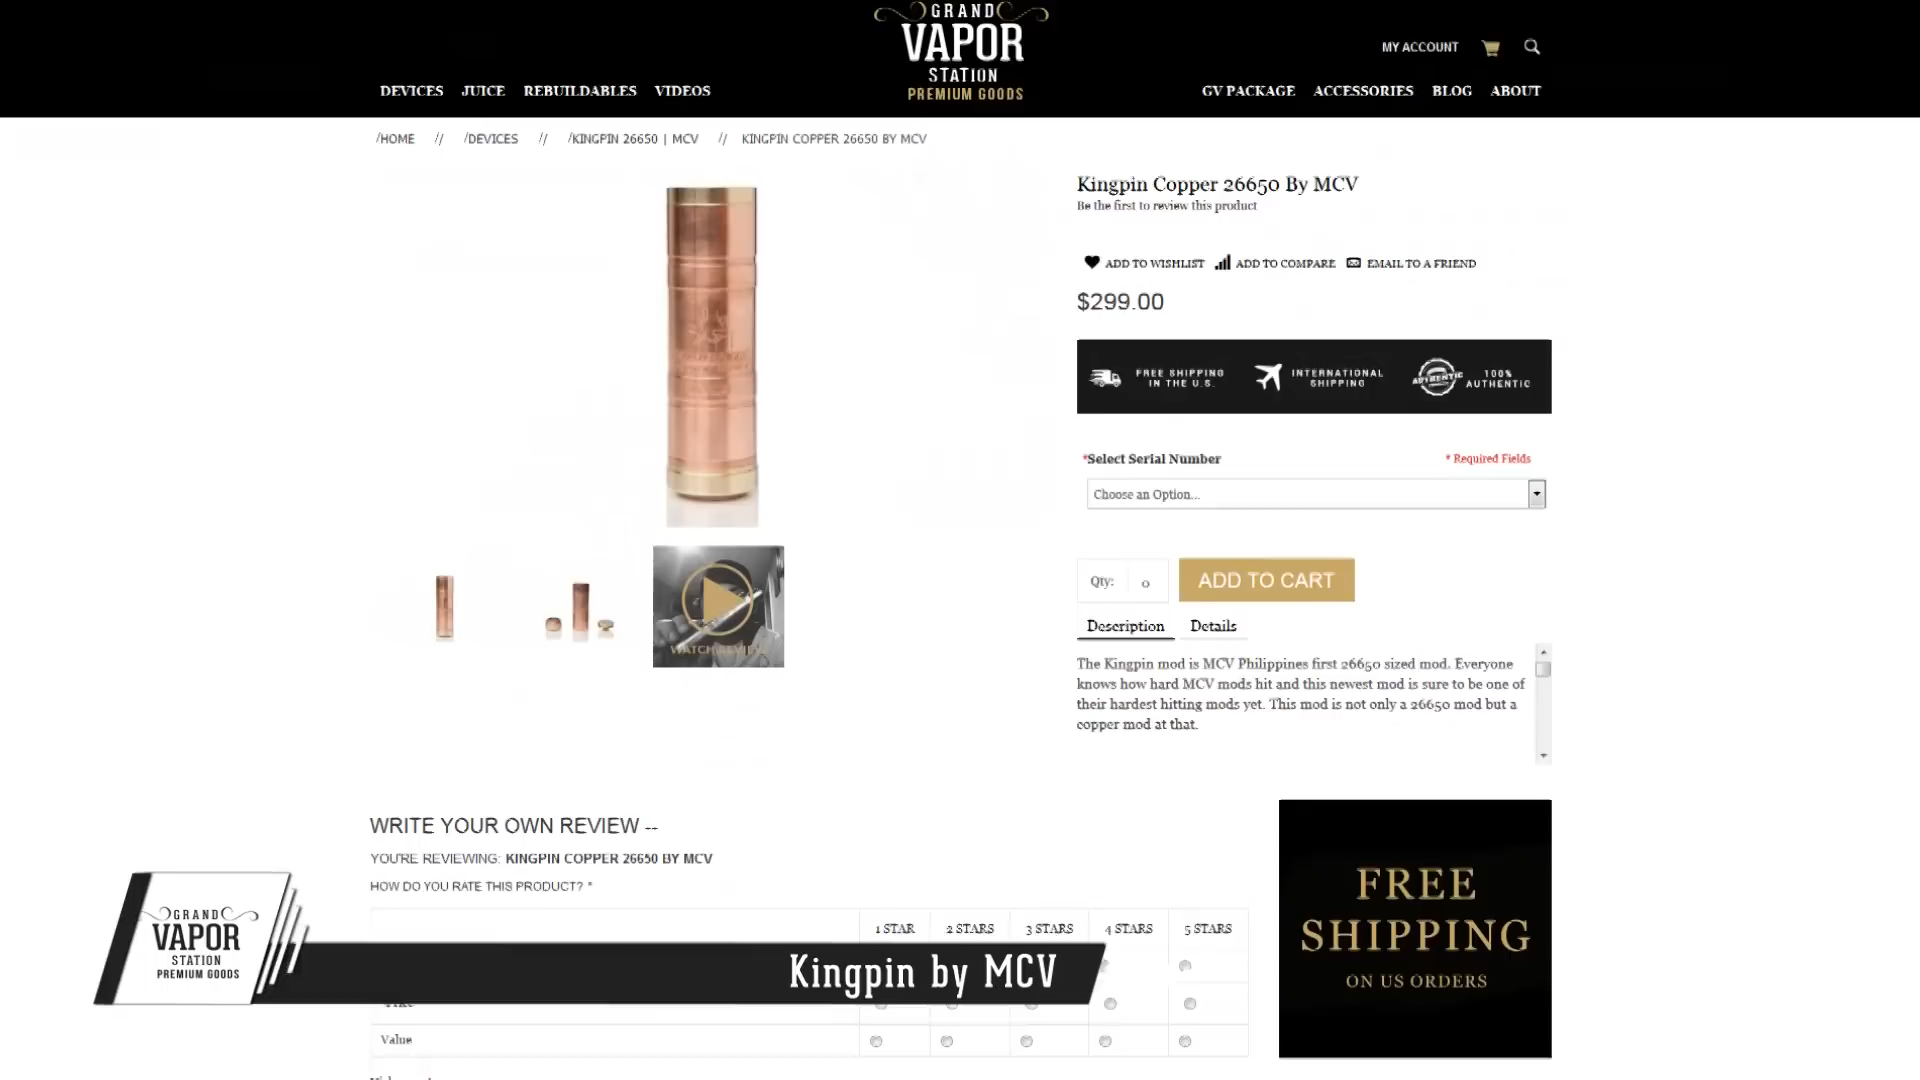 GRAND
VAPOR
STATION
PREMIUM GOODS
MY ACCOUNT
DEVICES JUICE REBUILDABLES VIDEOS
GV PACKAGE ACCESSORIES BLOG ABOUT
/HOME // /DEVICES // /KINGPIN 26650 | MCV // KINGPIN COPPER 26650 BY MCV
Kingpin Copper 26650 By MCV
Be the first to review this product
ADD TO WISHLIST ADD TO COMPARE EMAIL TO A FRIEND
$299.00
FREE SHIPPING
IN THE U.S.
INTERNATIONAL
SHIPPING
AUTHENTIC
100%
AUTHENTIC
*Select Serial Number
* Required Fields
Choose an Option...
Qty: 0
ADD TO CART
WATCH REVIEW
Description Details
The Kingpin mod is MCV Philippines first 26650 sized mod. Everyone
knows how hard MCV mods hit and this newest mod is sure to be one of
their hardest hitting mods yet. This mod is not only a 26650 mod but a
copper mod at that.
WRITE YOUR OWN REVIEW --
YOU'RE REVIEWING: KINGPIN COPPER 26650 BY MCV
HOW DO YOU RATE THIS PRODUCT? *
1 STAR 2 STARS 3 STARS 4 STARS 5 STARS
Value
FREE
SHIPPING
ON US ORDERS
GRAND
VAPOR
STATION
PREMIUM GOODS
Kingpin by MCV